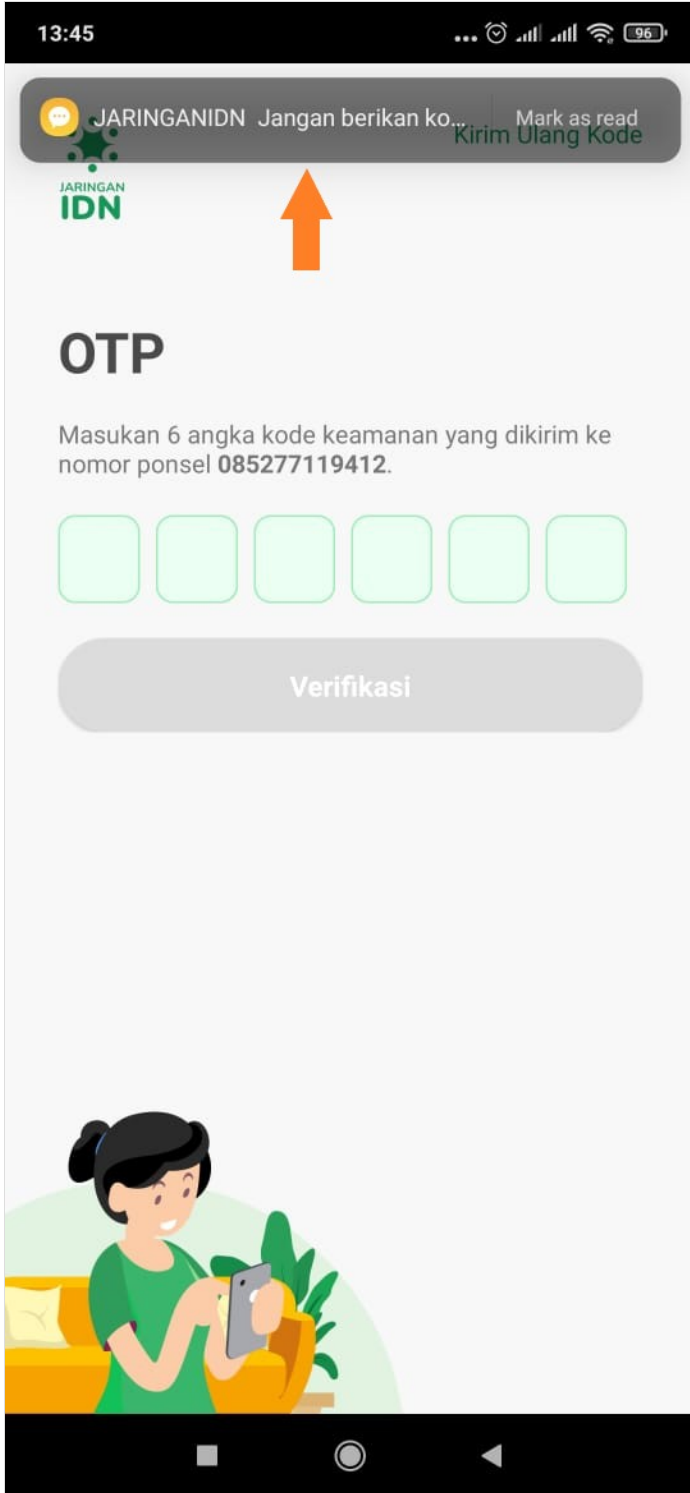 13:45
96
JARINGANIDN Jangan berikan ko... Mark as read
Kirim Ulang Kode
JARINGAN
IDN
OTP
Masukan 6 angka kode keamanan yang dikirim ke
nomor ponsel 085277119412.
Verifikasi